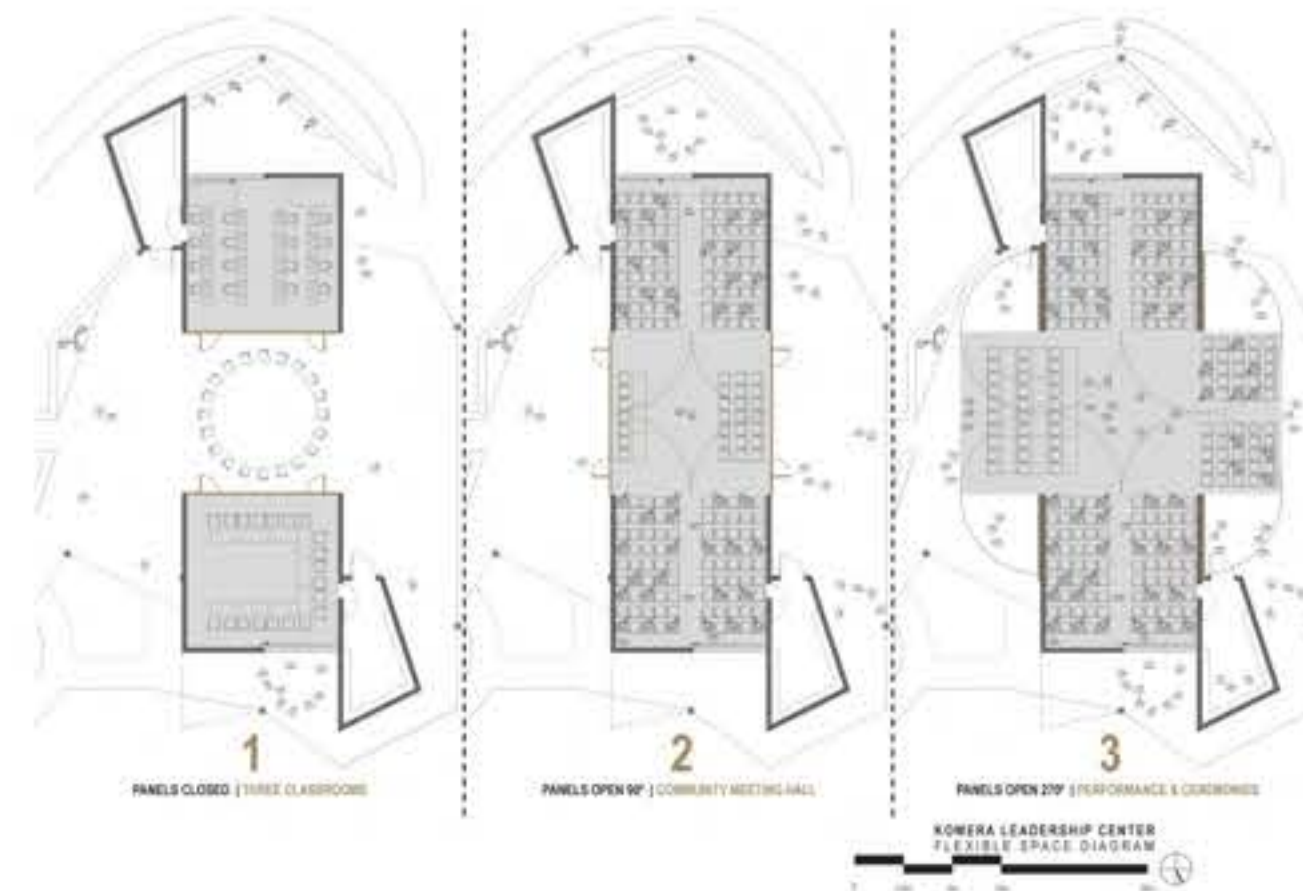 1
PANELS CLOSED | THREE CLASSROOMS
2
PANELS OPEN 90° | COMMUNITY MEETING HALL
3
PANELS OPEN 270° | PERFORMANCE & CEREMONIES
KOMERA LEADERSHIP CENTER
FLEXIBLE SPACE DIAGRAM